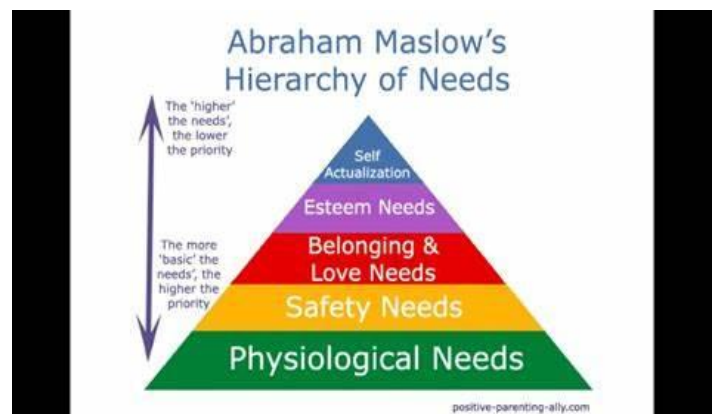 Abraham Maslow's
Hierarchy of Needs
The 'higher'
the needs',
the lower
the priority
The more
'basic' the
needs', the
higher the
priority
Self
Actualization
Esteem Needs
Belonging &
Love Needs
Safety Needs
Physiological Needs
positive-parenting-ally.com